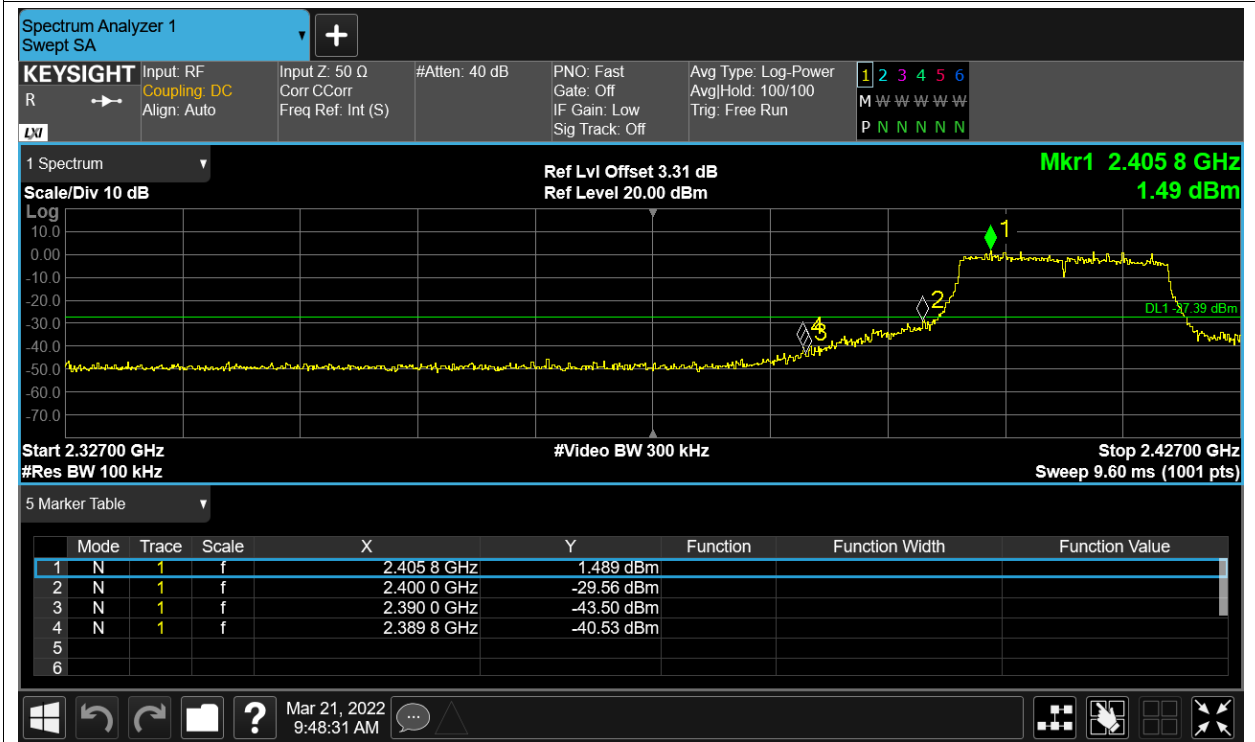 Spectrum Analyzer 1
Swept SA
+
KEYSIGHT
R
LXI
Input: RF
Coupling: DC
Align: Auto
Input Z: 50 Ω
Corr CCorr
Freq Ref: Int (S)
#Atten: 40 dB
PNO: Fast
Gate: Off
IF Gain: Low
Sig Track: Off
Avg Type: Log-Power
Avg|Hold: 100/100
Trig: Free Run
1 2 3 4 5 6
M W W W W W
P N N N N N
1 Spectrum
Scale/Div 10 dB
Ref Lvl Offset 3.31 dB
Ref Level 20.00 dBm
Mkr1 2.405 8 GHz
1.49 dBm
Log
10.0
0.00
-10.0
-20.0
-30.0
-40.0
-50.0
-60.0
-70.0
1
2
4
3
DL1 -27.39 dBm
Start 2.32700 GHz
#Res BW 100 kHz
#Video BW 300 kHz
Stop 2.42700 GHz
Sweep 9.60 ms (1001 pts)
5 Marker Table
Mode Trace Scale X Y Function Function Width Function Value
1 N 1 f 2.405 8 GHz 1.489 dBm
2 N 1 f 2.400 0 GHz -29.56 dBm
3 N 1 f 2.390 0 GHz -43.50 dBm
4 N 1 f 2.389 8 GHz -40.53 dBm
5
6
?
Mar 21, 2022
9:48:31 AM